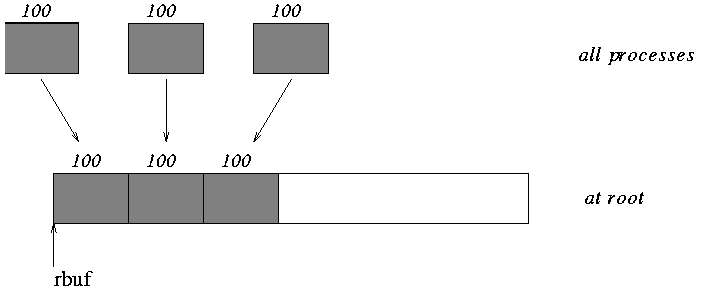 100 100 100
all processes
100 100 100
at root
rbuf